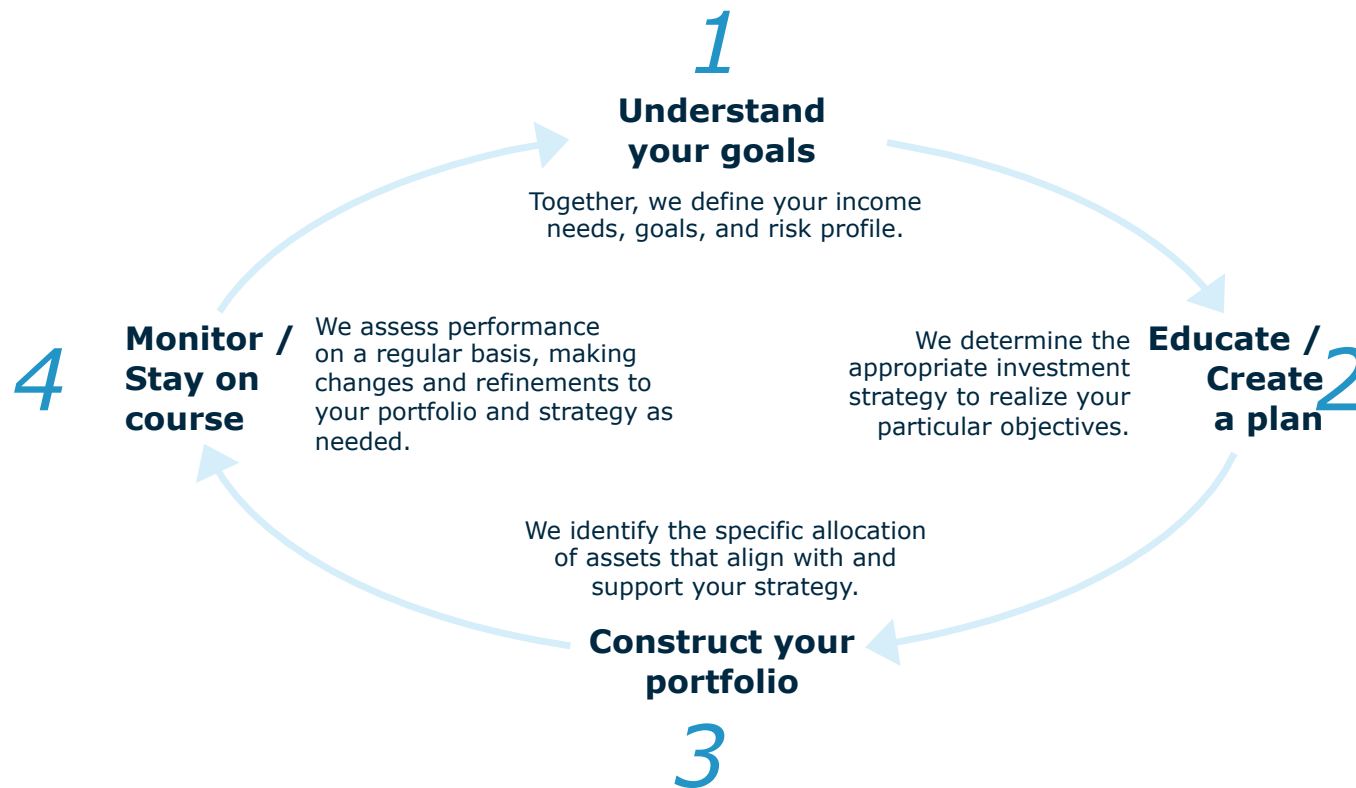 1
Understand
your goals
Together, we define your income
needs, goals, and risk profile.
2
Educate /
Create
a plan
We determine the
appropriate investment
strategy to realize your
particular objectives.
We identify the specific allocation
of assets that align with and
support your strategy.
Construct your
portfolio
3
4
Monitor /
Stay on
course
We assess performance
on a regular basis, making
changes and refinements to
your portfolio and strategy as
needed.